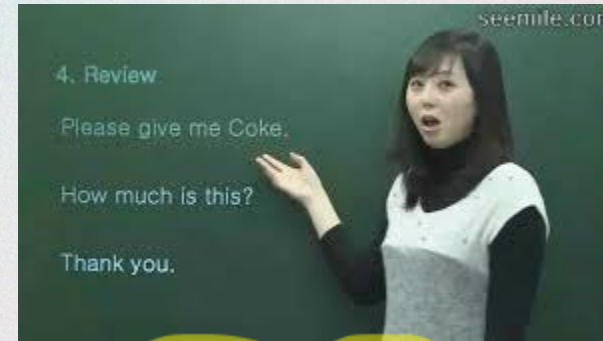 seemile.com
4. Review
Please give me Coke.
How much is this?
Thank you.